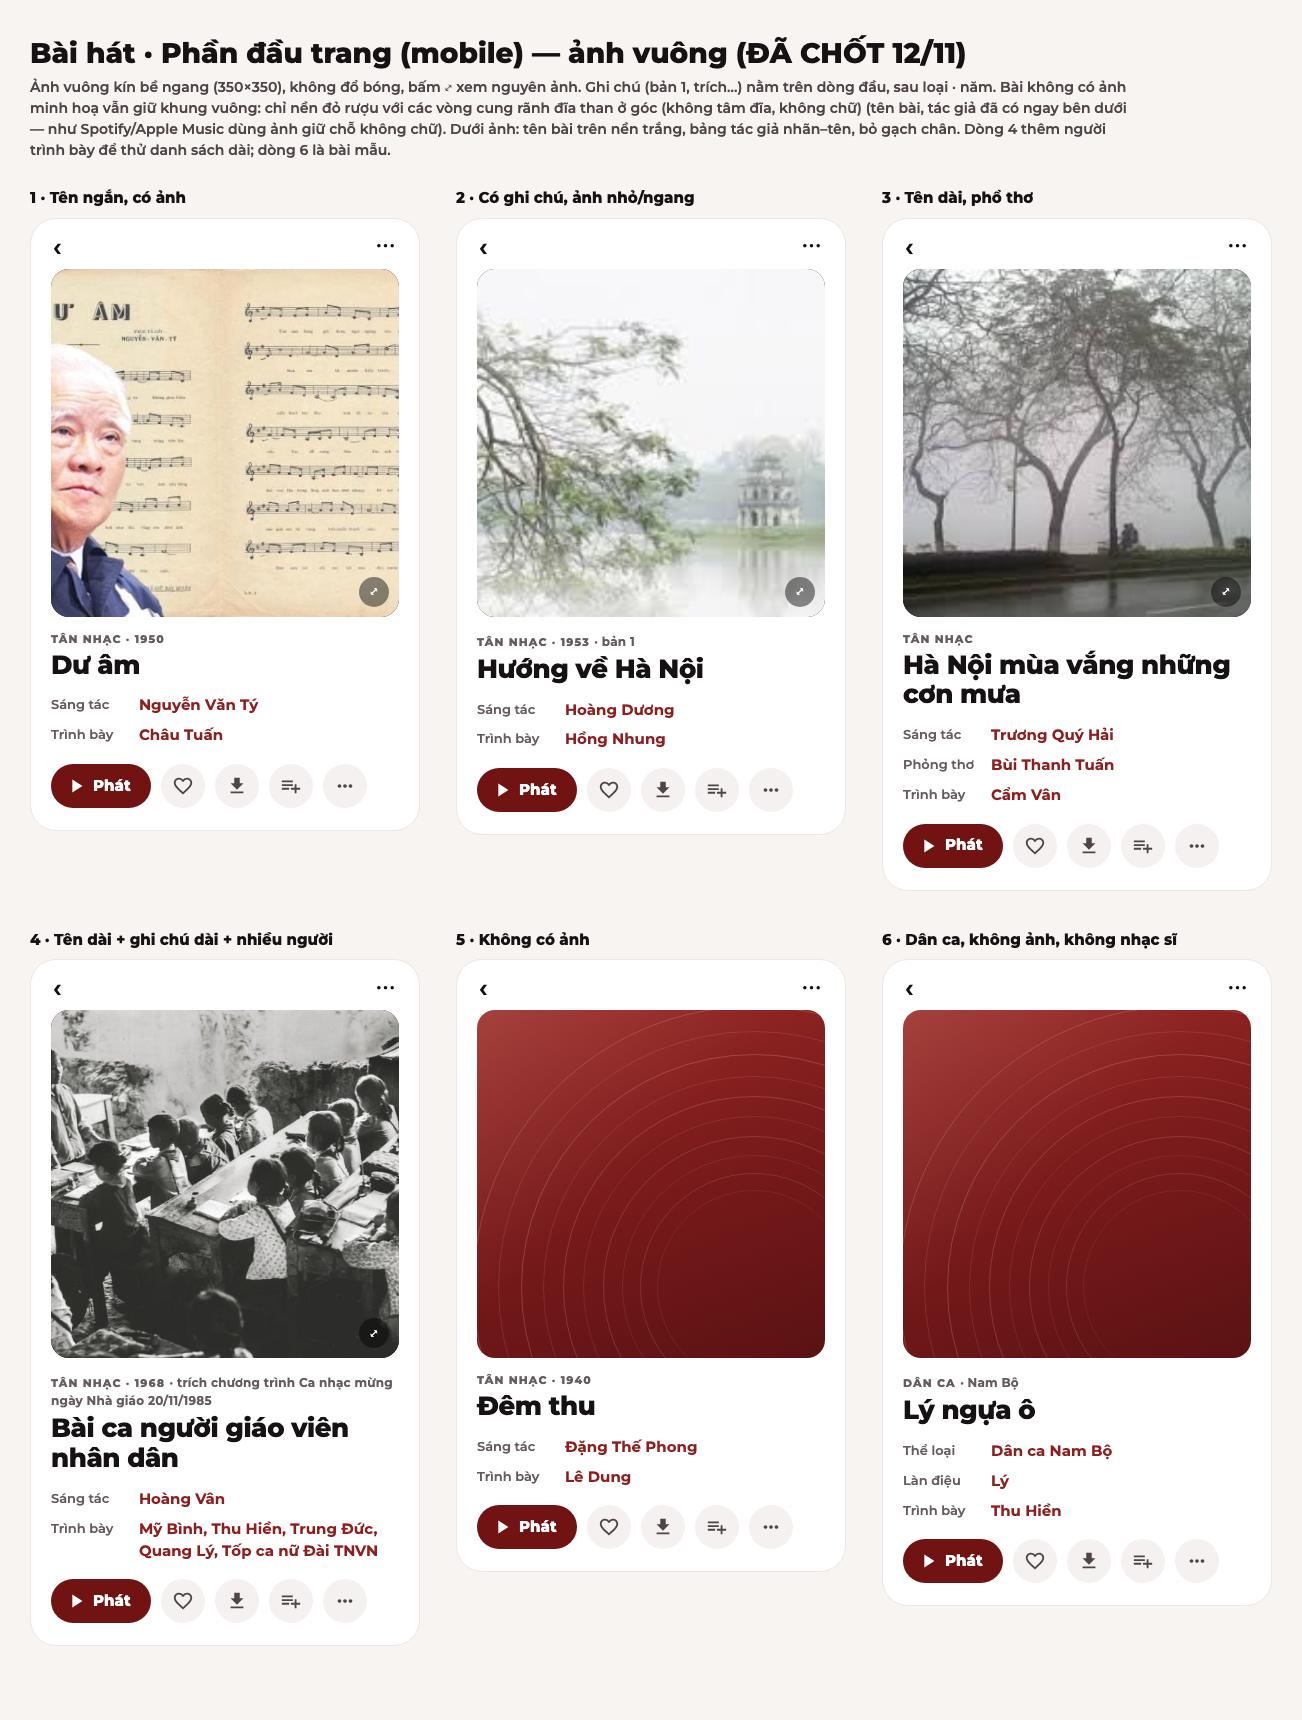 Bài hát · Phần đầu trang (mobile) — ảnh vuông (ĐÃ CHỐT 12/11)
Ảnh vuông kín bề ngang (350×350), không đổ bóng, bấm ⤢ xem nguyên ảnh. Ghi chú (bản 1, trích...) nằm trên dòng đầu, sau loại · năm. Bài không có ảnh
minh hoạ vẫn giữ khung vuông: chỉ nền đỏ rượu với các vòng cung rãnh đĩa than ở góc (không tâm đĩa, không chữ) (tên bài, tác giả đã có ngay bên dưới
— như Spotify/Apple Music dùng ảnh giữ chỗ không chữ). Dưới ảnh: tên bài trên nền trắng, bảng tác giả nhãn–tên, bỏ gạch chân. Dòng 4 thêm người
trình bày để thử danh sách dài; dòng 6 là bài mẫu.
1 · Tên ngắn, có ảnh
Ư ÂM
NGUYỄN - VĂN - TÝ
TÂN NHẠC · 1950
Dư âm
Sáng tác Nguyễn Văn Tý
Trình bày Châu Tuấn
Phát
2 · Có ghi chú, ảnh nhỏ/ngang
TÂN NHẠC · 1953 · bản 1
Hướng về Hà Nội
Sáng tác Hoàng Dương
Trình bày Hồng Nhung
Phát
3 · Tên dài, phổ thơ
TÂN NHẠC
Hà Nội mùa vắng những
cơn mưa
Sáng tác Trương Quý Hải
Phỏng thơ Bùi Thanh Tuấn
Trình bày Cẩm Vân
Phát
4 · Tên dài + ghi chú dài + nhiều người
TÂN NHẠC · 1968 · trích chương trình Ca nhạc mừng
ngày Nhà giáo 20/11/1985
Bài ca người giáo viên
nhân dân
Sáng tác Hoàng Vân
Trình bày Mỹ Bình, Thu Hiền, Trung Đức,
Quang Lý, Tốp ca nữ Đài TNVN
Phát
5 · Không có ảnh
TÂN NHẠC · 1940
Đêm thu
Sáng tác Đặng Thế Phong
Trình bày Lê Dung
Phát
6 · Dân ca, không ảnh, không nhạc sĩ
DÂN CA · Nam Bộ
Lý ngựa ô
Thể loại Dân ca Nam Bộ
Làn điệu Lý
Trình bày Thu Hiền
Phát